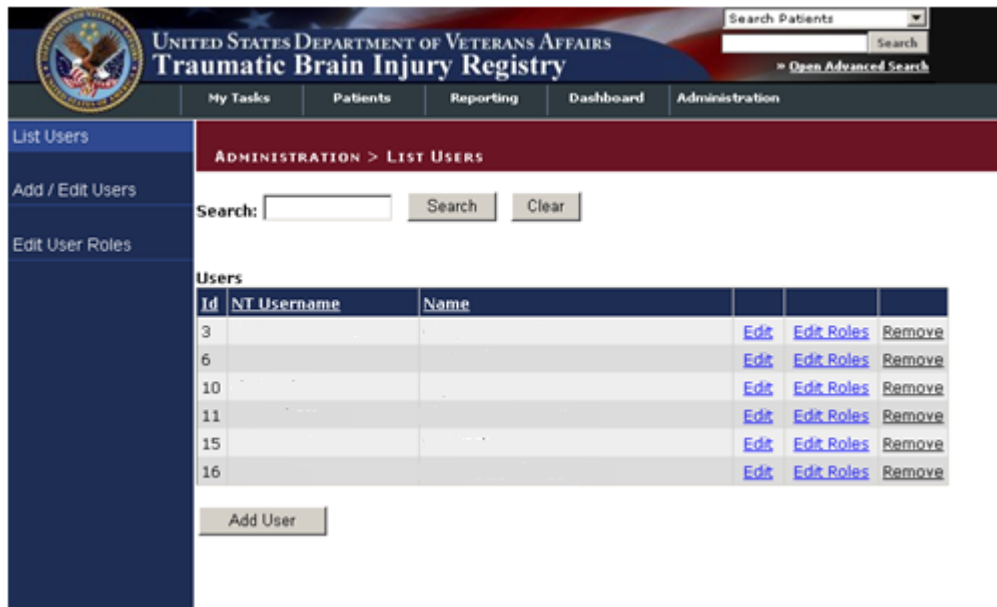 Search Patients
UNITED STATES DEPARTMENT OF VETERANS AFFAIRS
Search
Traumatic Brain Injury Registry
» Open Advanced Search
My Tasks Patients Reporting Dashboard Administration
List Users
ADMINISTRATION > LIST USERS
Add / Edit Users
Search: Search Clear
Edit User Roles
Users
Id NT Username Name
3 Edit Edit Roles Remove
6 Edit Edit Roles Remove
10 Edit Edit Roles Remove
11 Edit Edit Roles Remove
15 Edit Edit Roles Remove
16 Edit Edit Roles Remove
Add User